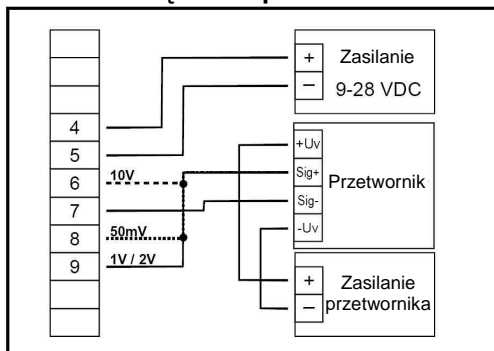 4
5
6
7
8
9
10V
50mV
1V / 2V
+
−
Zasilanie
9-28 VDC
+Uv
Sig+
Sig-
-Uv
Przetwornik
+
−
Zasilanie
przetwornika